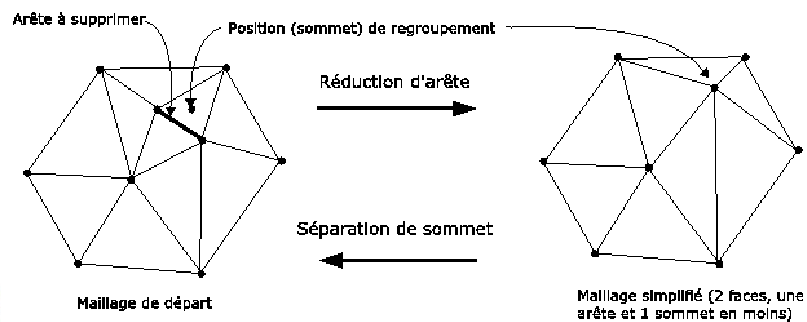 Arête à supprimer
Position (sommet) de regroupement
Réduction d'arête
Séparation de sommet
Maillage de départ
Maillage simplifié (2 faces, une
arête et 1 sommet en moins)